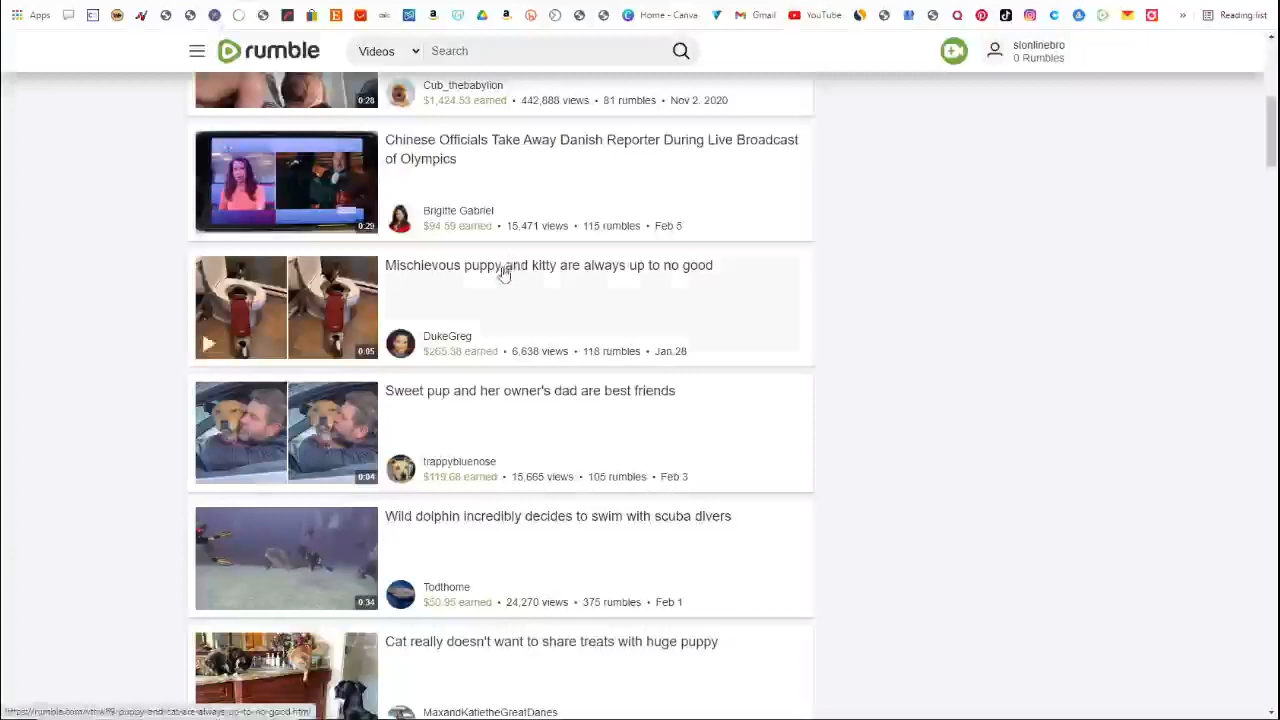 Apps
Home - Canva
Gmail
YouTube
Reading list
rumble
Videos
Search
slonlinebro
0 Rumbles
Cub_thebabylion
0:28
$1,424.53 earned • 442,888 views • 81 rumbles • Nov 2, 2020
Chinese Officials Take Away Danish Reporter During Live Broadcast
of Olympics
Brigitte Gabriel
0:29
$94.59 earned • 15,471 views • 115 rumbles • Feb 5
Mischievous puppy and kitty are always up to no good
DukeGreg
0:05
$265.38 earned • 6,638 views • 118 rumbles • Jan 28
Sweet pup and her owner's dad are best friends
trappybluenose
0:04
$119.68 earned • 15,665 views • 105 rumbles • Feb 3
Wild dolphin incredibly decides to swim with scuba divers
Todthome
0:34
$50.95 earned • 24,270 views • 375 rumbles • Feb 1
Cat really doesn't want to share treats with huge puppy
MaxandKatietheGreatDanes